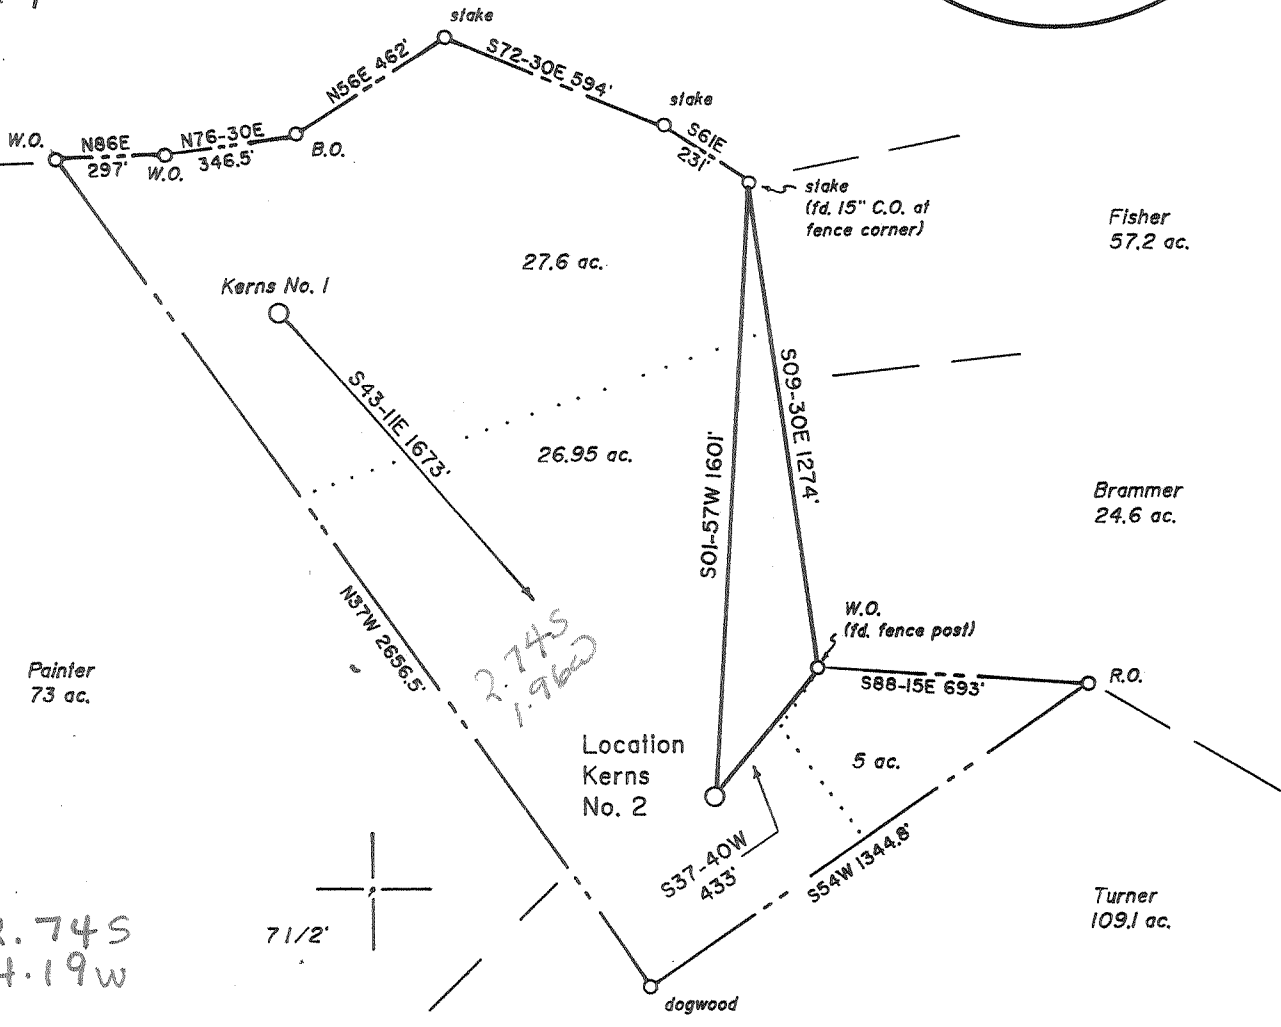 stake
S72-30E 594'
N56E 462'
stake
S61E
231'
W.O.
N86E
297'
W.O.
N76-30E
346.5'
B.O.
stake
(fd. 15" C.O. at
fence corner)
Fisher
57.2 ac.
27.6 ac.
Kerns No. 1
S43-11E 1673'
26.95 ac.
S01-57W 1601'
S09-30E 1274'
Brammer
24.6 ac.
N37W 2656.5'
2.74S
1.96W
W.O.
(fd. fence post)
Painter
73 ac.
S88-15E 693'
R.O.
Location
Kerns
No. 2
5 ac.
S37-40W
433'
S54W 1344.8'
Turner
109.1 ac.
7 1/2'
2.74S
4.19W
dogwood